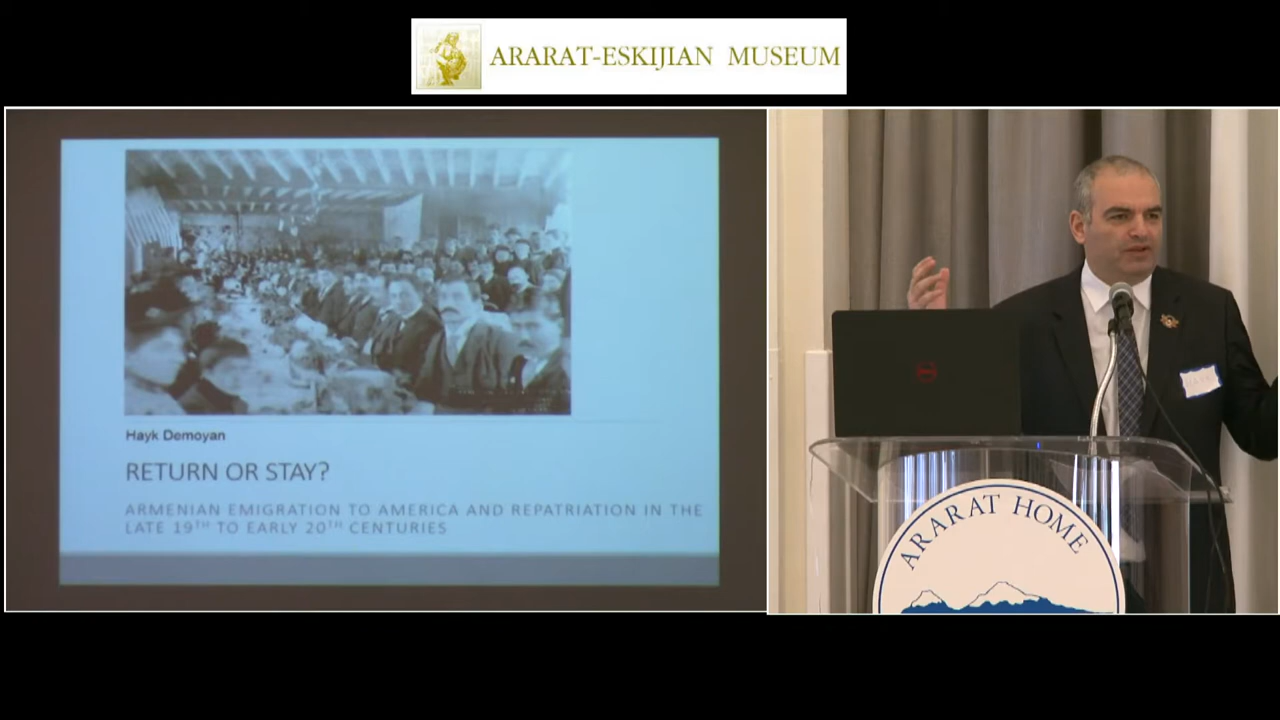 ARARAT-ESKIJIAN MUSEUM
Hayk Demoyan
RETURN OR STAY?
ARMENIAN EMIGRATION TO AMERICA AND REPATRIATION IN THE
LATE 19TH TO EARLY 20TH CENTURIES
ARARAT HOME